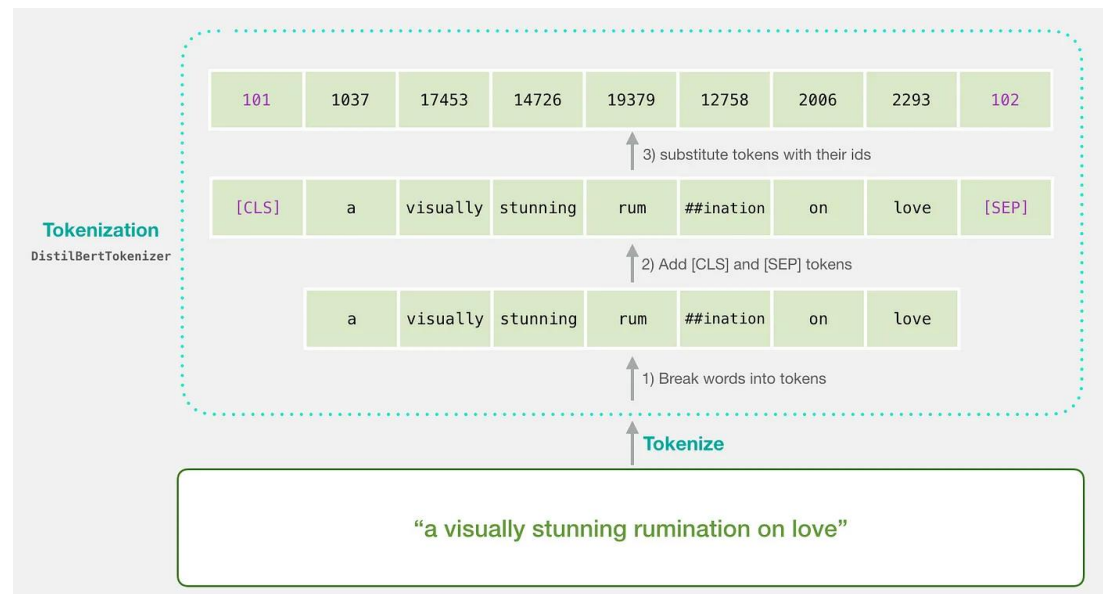 101 1037 17453 14726 19379 12758 2006 2293 102
3) substitute tokens with their ids
[CLS] a visually stunning rum ##ination on love [SEP]
Tokenization
DistilBertTokenizer
2) Add [CLS] and [SEP] tokens
a visually stunning rum ##ination on love
1) Break words into tokens
Tokenize
“a visually stunning rumination on love”